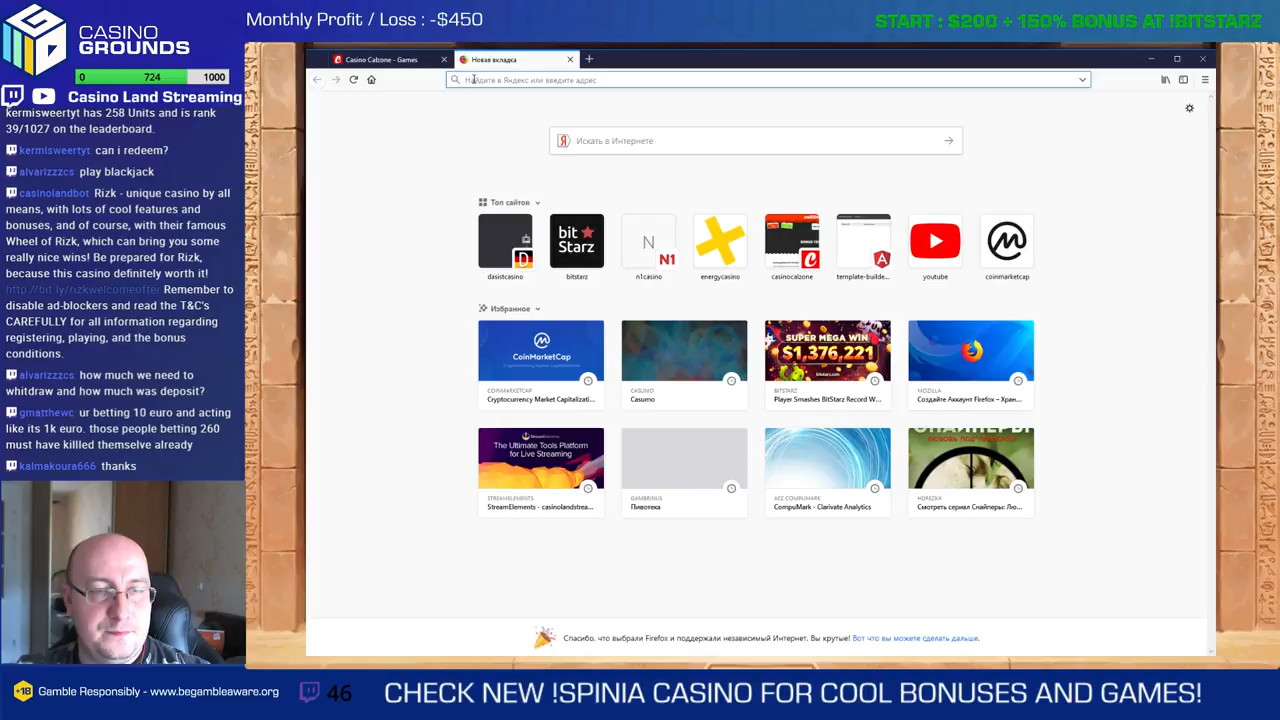 Monthly Profit / Loss : -$450
START : $200 + 150% BONUS AT !BITSTARZ
CASINO
GROUNDS
0 724 1000
Casino Land Streaming
kermisweertyt has 258 Units and is rank
39/1027 on the leaderboard.
kermisweertyt can i redeem?
alvarizzzcs play blackjack
casinolandbot Rizk - unique casino by all
means, with lots of cool features and
bonuses, and of course, with their famous
Wheel of Rizk, which can bring you some
really nice wins! Be prepared for Rizk,
because this casino definitely worth it!
http://bit.ly/rizkwelcomeoffer Remember to
disable ad-blockers and read the T&C's
CAREFULLY for all information regarding
registering, playing, and the bonus
conditions.
alvarizzzcs how much we need to
whitdraw and how much was deposit?
gmatthewc ur betting 10 euro and acting
like its 1k euro. those people betting 260
must have killed themselve already
kalmakoura666 thanks
Casino Calzone - Games
Новая вкладка
Найдите в Яндекс или введите адрес
Я Искать в Интернете
Топ сайтов
bit
Starz
N
N1
dasistcasino bitstarz n1casino energycasino casinocalzone template-builde... youtube coinmarketcap
Избранное
CoinMarketCap
SUPER MEGA WIN
$1,376,221
bitstarz.com
COINMARKETCAP CASUMO BITSTARZ MOZILLA
Cryptocurrency Market Capitalizati... Casumo Player Smashes BitStarz Record W... Создайте Аккаунт Firefox – Хран...
The Ultimate Tools Platform
for Live Streaming
СНАЙПЕРЫ
STREAMELEMENTS GAMBRINUS ACC.COMPUMARK HDREZKA
StreamElements - casinolandstrea... Пивотека CompuMark - Clarivate Analytics Смотреть сериал Снайперы: Лю...
Спасибо, что выбрали Firefox и поддержали независимый Интернет. Вы крутые! Вот что вы можете сделать дальше.
+18 Gamble Responsibly - www.begambleaware.org
46
CHECK NEW !SPINIA CASINO FOR COOL BONUSES AND GAMES!